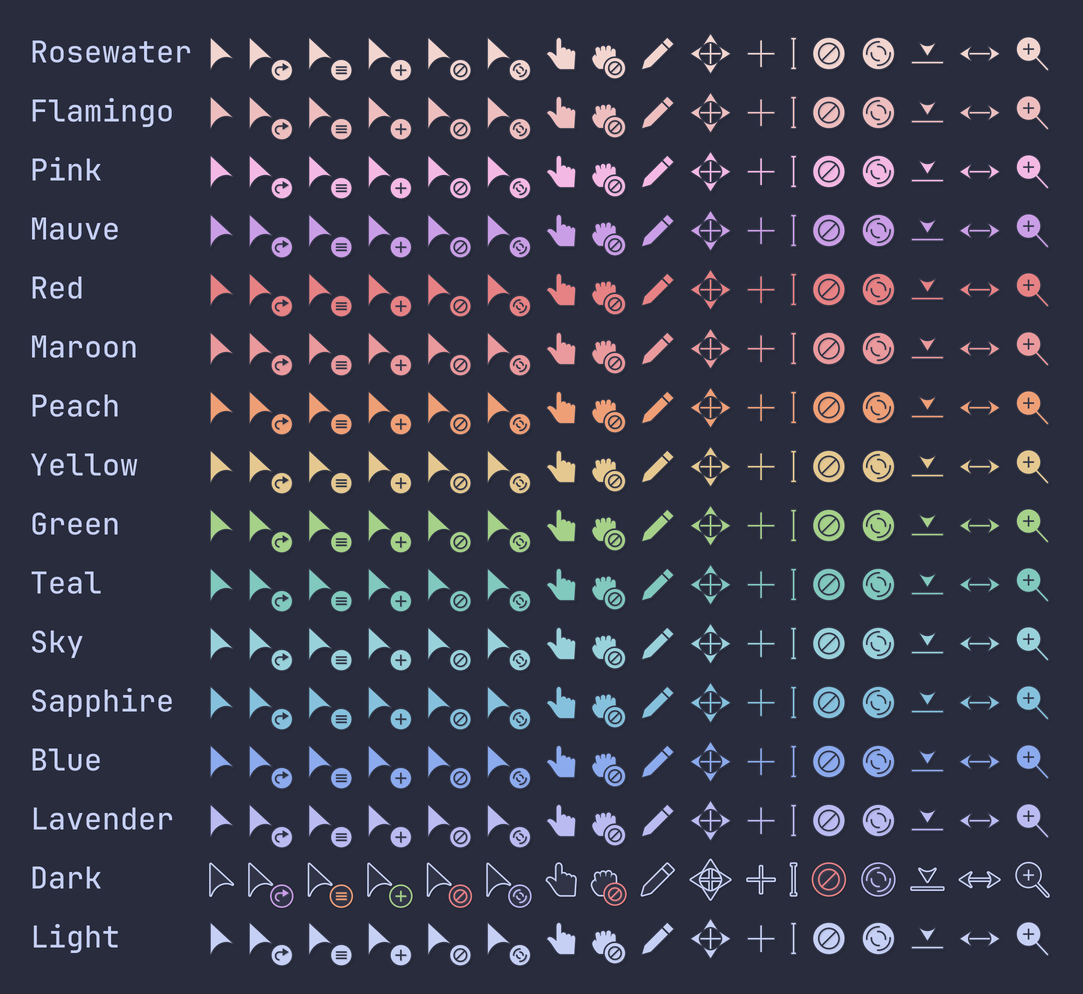 Rosewater
Flamingo
Pink
Mauve
Red
Maroon
Peach
Yellow
Green
Teal
Sky
Sapphire
Blue
Lavender
Dark
Light